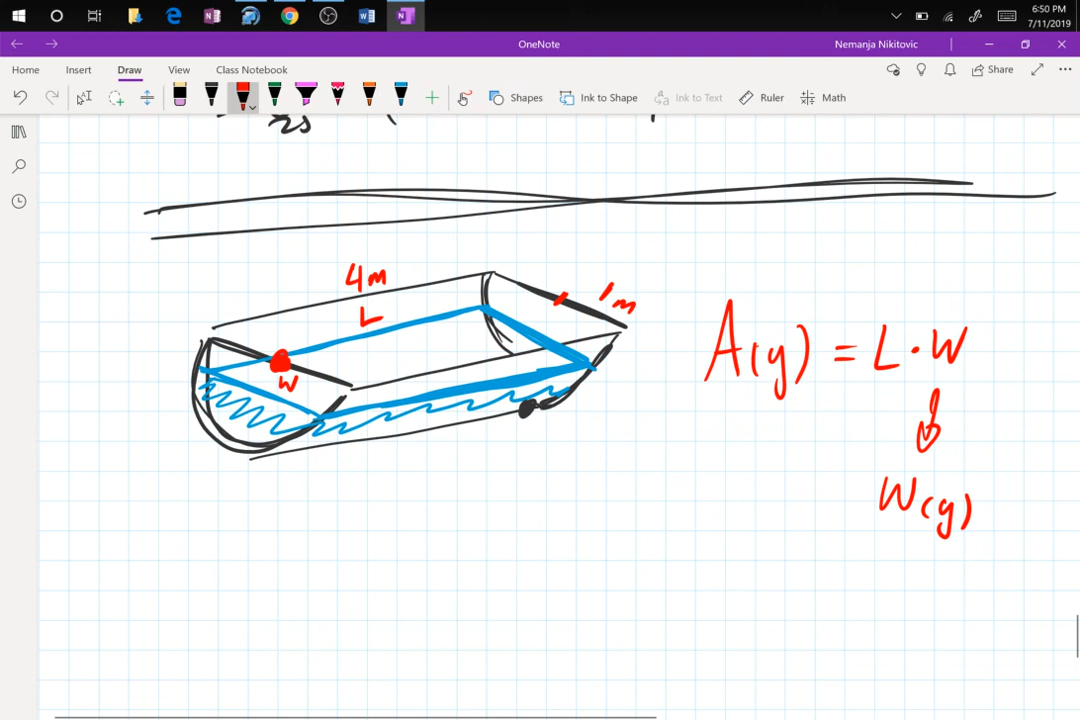 6:50 PM
7/11/2019
OneNote
Nemanja Nikitovic
Home Insert Draw View Class Notebook
Share
Shapes Ink to Shape Ink to Text Ruler Math
4m
L
1m
W
A(y) = L · W
W(y)